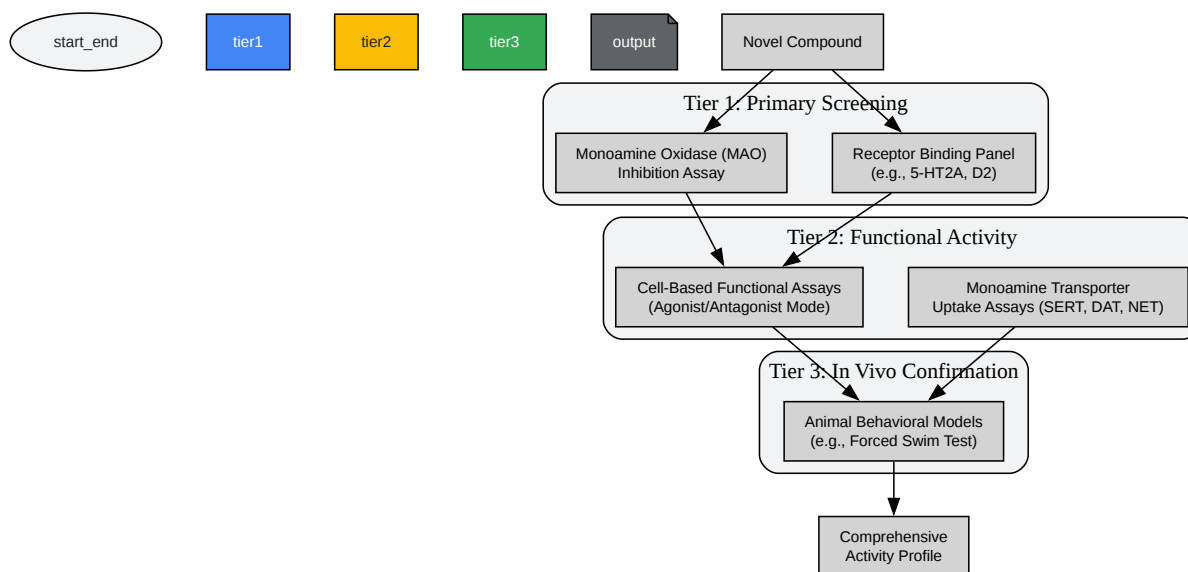 start_end
tier1
tier2
tier3
output
Novel Compound
Tier 1: Primary Screening
Monoamine Oxidase (MAO)
Inhibition Assay
Receptor Binding Panel
(e.g., 5-HT2A, D2)
Tier 2: Functional Activity
Cell-Based Functional Assays
(Agonist/Antagonist Mode)
Monoamine Transporter
Uptake Assays (SERT, DAT, NET)
Tier 3: In Vivo Confirmation
Animal Behavioral Models
(e.g., Forced Swim Test)
Comprehensive
Activity Profile